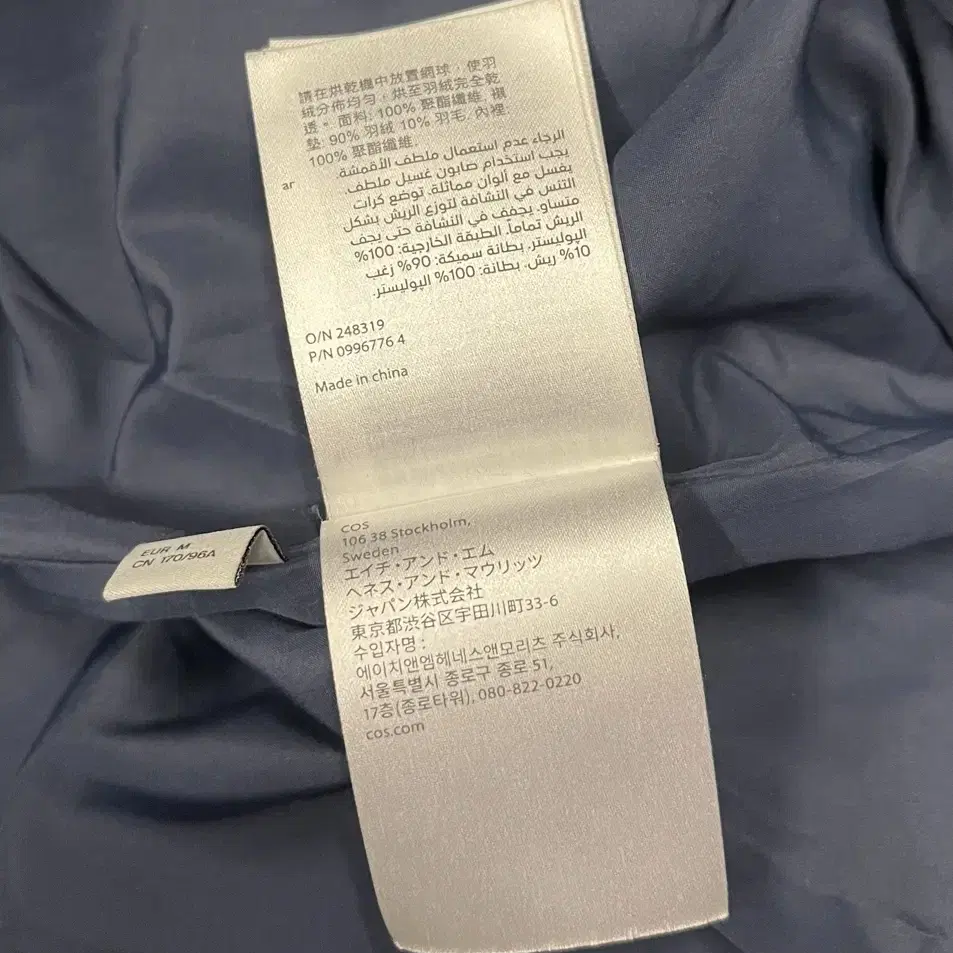 請在烘乾機中放置網球，使羽
絨分佈均勻，烘至羽絨完全乾
透。面料: 100% 聚酯纖維. 襯
墊: 90% 羽絨 10% 羽毛. 內裡:
100% 聚酯纖維.
ar
الرجاء عدم استعمال ملطف الأقمشة.
يجب استخدام صابون غسيل ملطف.
يغسل مع ألوان مماثلة. توضع كرات
التنس في النشافة لتوزع الريش بشكل
متساو. يجفف في النشافة حتى يجف
الريش تماماً. الطبقة الخارجية: 100%
البوليستر. بطانة سميكة: 90% زغب
10% ريش. بطانة: 100% البوليستر.
O/N 248319
P/N 0996776 4
Made in china
EUR M
CN 170/96A
COS
106 38 Stockholm,
Sweden
エイチ・アンド・エム
ヘネス・アンド・マウリッツ
ジャパン株式会社
東京都渋谷区宇田川町33-6
수입자명 :
에이치앤엠헤네스앤모리츠 주식회사,
서울특별시 종로구 종로 51,
17층(종로타워), 080-822-0220
cos.com